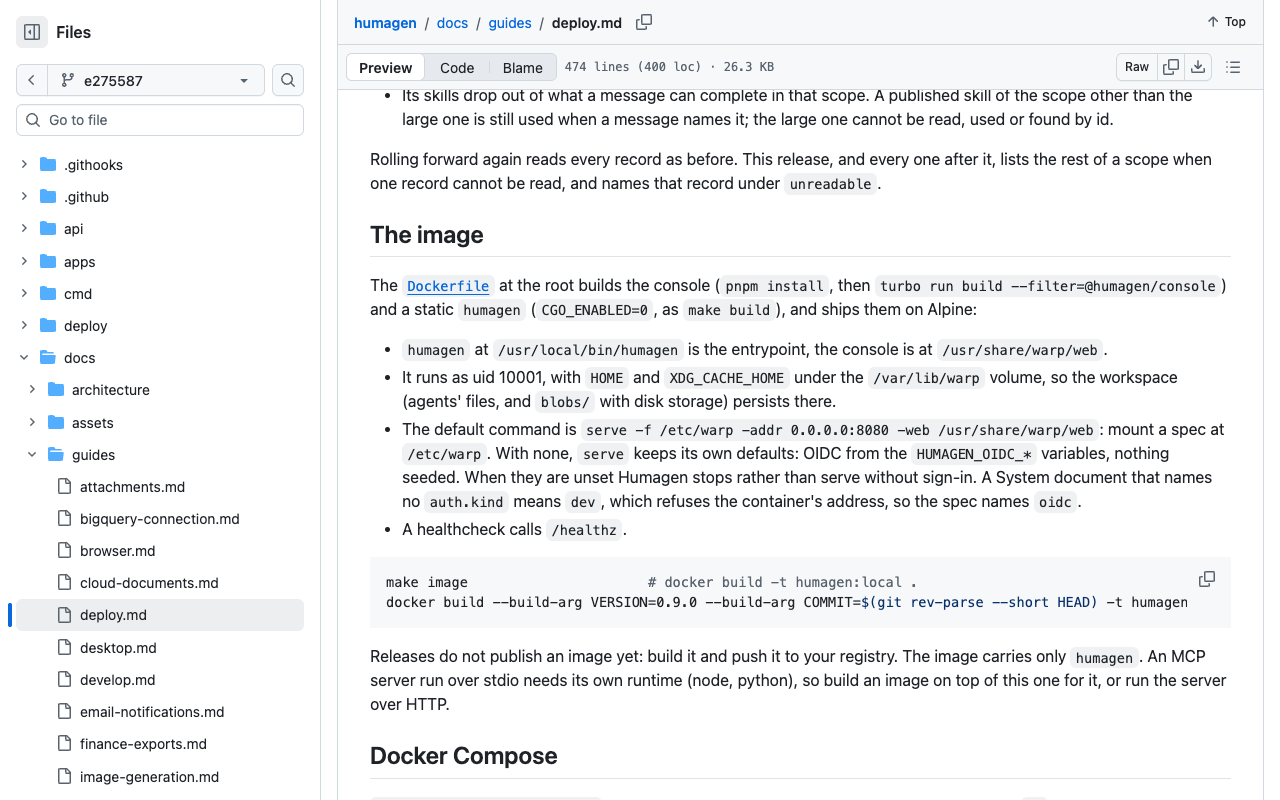 Files
e275587
Go to file
.githooks
.github
api
apps
cmd
deploy
docs
architecture
assets
guides
attachments.md
bigquery-connection.md
browser.md
cloud-documents.md
deploy.md
desktop.md
develop.md
email-notifications.md
finance-exports.md
image-generation.md
humagen / docs / guides / deploy.md
Top
Preview Code Blame 474 lines (400 loc) · 26.3 KB
Raw
• Its skills drop out of what a message can complete in that scope. A published skill of the scope other than the
large one is still used when a message names it; the large one cannot be read, used or found by id.
Rolling forward again reads every record as before. This release, and every one after it, lists the rest of a scope when
one record cannot be read, and names that record under unreadable .
The image
The Dockerfile at the root builds the console ( pnpm install , then turbo run build --filter=@humagen/console )
and a static humagen ( CGO_ENABLED=0 , as make build ), and ships them on Alpine:
• humagen at /usr/local/bin/humagen is the entrypoint, the console is at /usr/share/warp/web .
• It runs as uid 10001, with HOME and XDG_CACHE_HOME under the /var/lib/warp volume, so the workspace
(agents' files, and blobs/ with disk storage) persists there.
• The default command is serve -f /etc/warp -addr 0.0.0.0:8080 -web /usr/share/warp/web : mount a spec at
/etc/warp . With none, serve keeps its own defaults: OIDC from the HUMAGEN_OIDC_* variables, nothing
seeded. When they are unset Humagen stops rather than serve without sign-in. A System document that names
no auth.kind means dev , which refuses the container's address, so the spec names oidc .
• A healthcheck calls /healthz .
make image # docker build -t humagen:local .
docker build --build-arg VERSION=0.9.0 --build-arg COMMIT=$(git rev-parse --short HEAD) -t humagen
Releases do not publish an image yet: build it and push it to your registry. The image carries only humagen . An MCP
server run over stdio needs its own runtime (node, python), so build an image on top of this one for it, or run the server
over HTTP.
Docker Compose